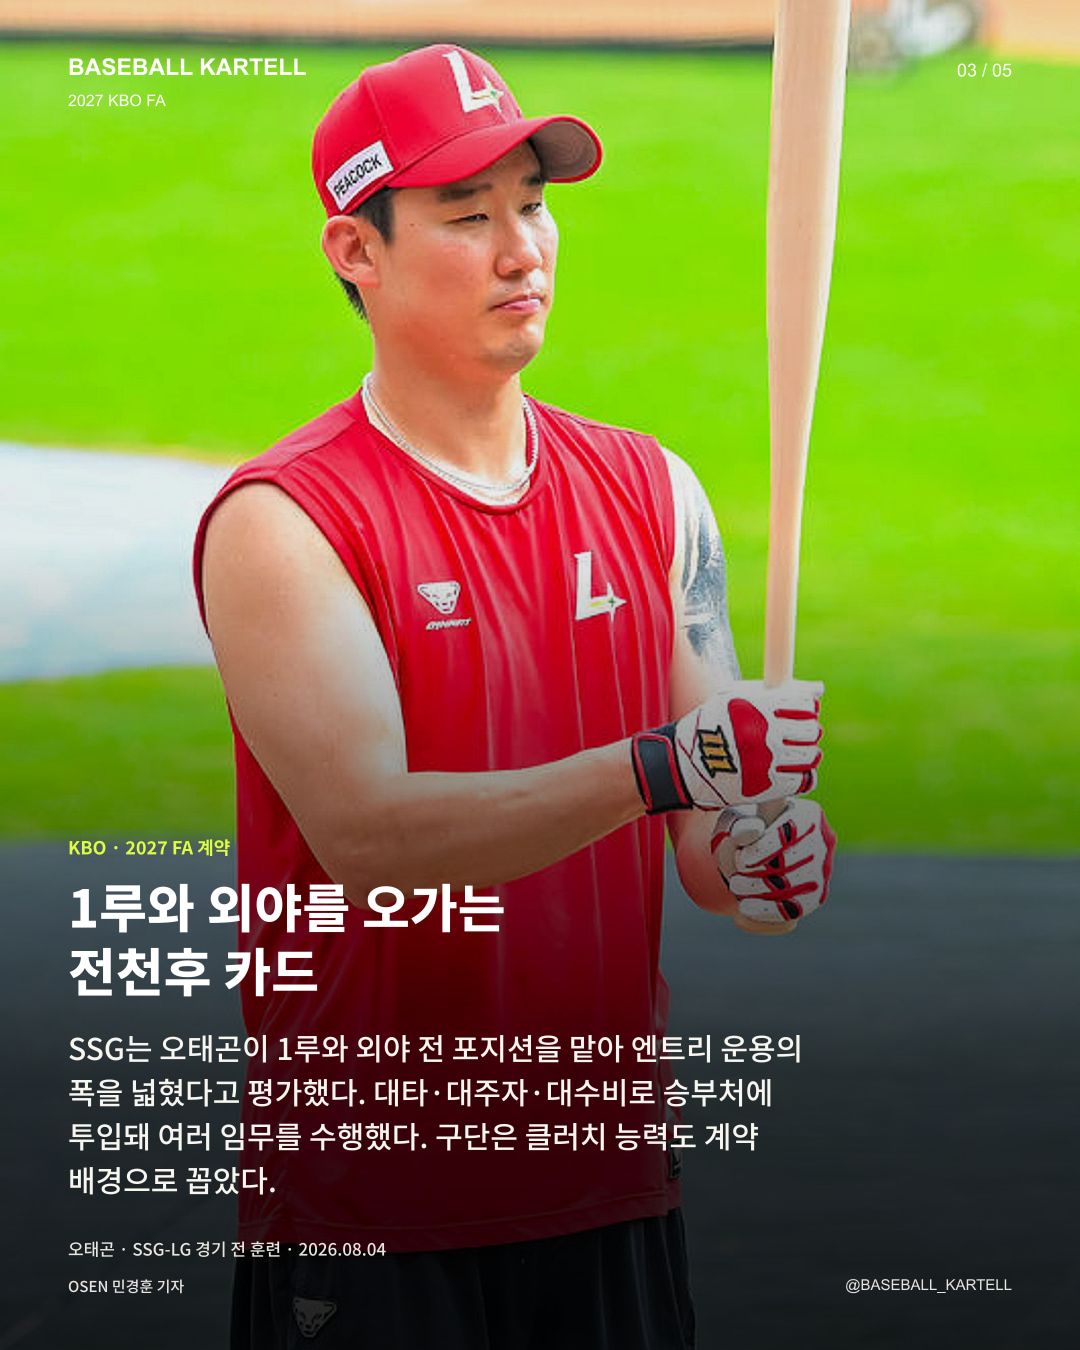 BASEBALL KARTELL
2027 KBO FA
03 / 05
PEACOCK
KBO · 2027 FA 계약
1루와 외야를 오가는
전천후 카드
SSG는 오태곤이 1루와 외야 전 포지션을 맡아 엔트리 운용의
폭을 넓혔다고 평가했다. 대타·대주자·대수비로 승부처에
투입돼 여러 임무를 수행했다. 구단은 클러치 능력도 계약
배경으로 꼽았다.
오태곤 · SSG-LG 경기 전 훈련 · 2026.08.04
OSEN 민경훈 기자
@BASEBALL_KARTELL